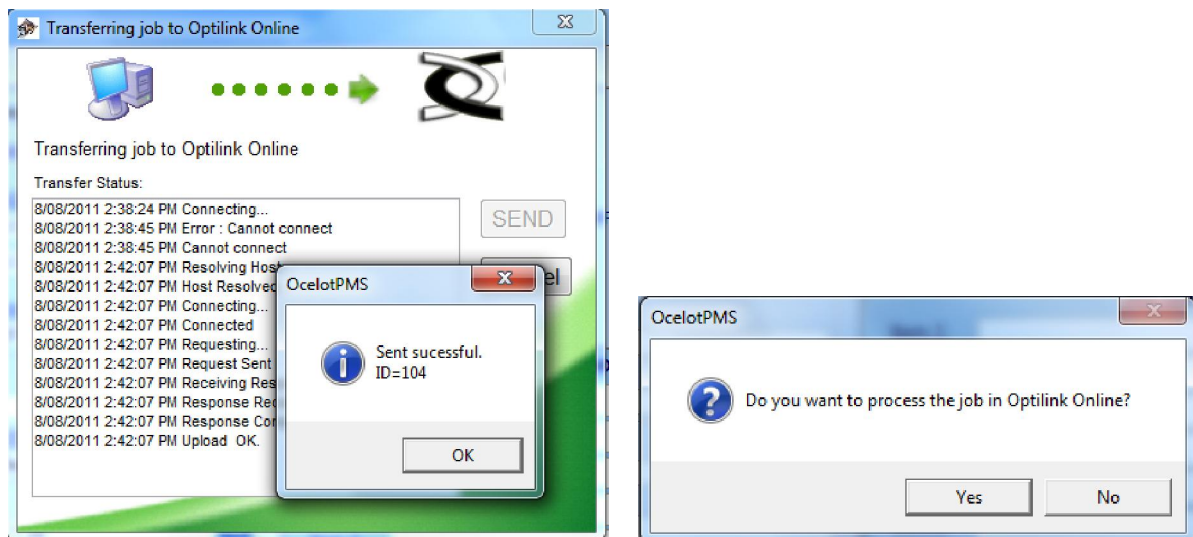 Transferring job to Optilink Online
Transferring job to Optilink Online
Transfer Status:
8/08/2011 2:38:24 PM Connecting...
8/08/2011 2:38:45 PM Error : Cannot connect
8/08/2011 2:38:45 PM Cannot connect
8/08/2011 2:42:07 PM Resolving Host
8/08/2011 2:42:07 PM Host Resolved
8/08/2011 2:42:07 PM Connecting...
8/08/2011 2:42:07 PM Connected
8/08/2011 2:42:07 PM Requesting...
8/08/2011 2:42:07 PM Request Sent
8/08/2011 2:42:07 PM Receiving Res
8/08/2011 2:42:07 PM Response Rec
8/08/2011 2:42:07 PM Response Cor
8/08/2011 2:42:07 PM Upload OK.
SEND
el
OcelotPMS
Sent sucessful.
ID=104
OK
OcelotPMS
Do you want to process the job in Optilink Online?
Yes
No